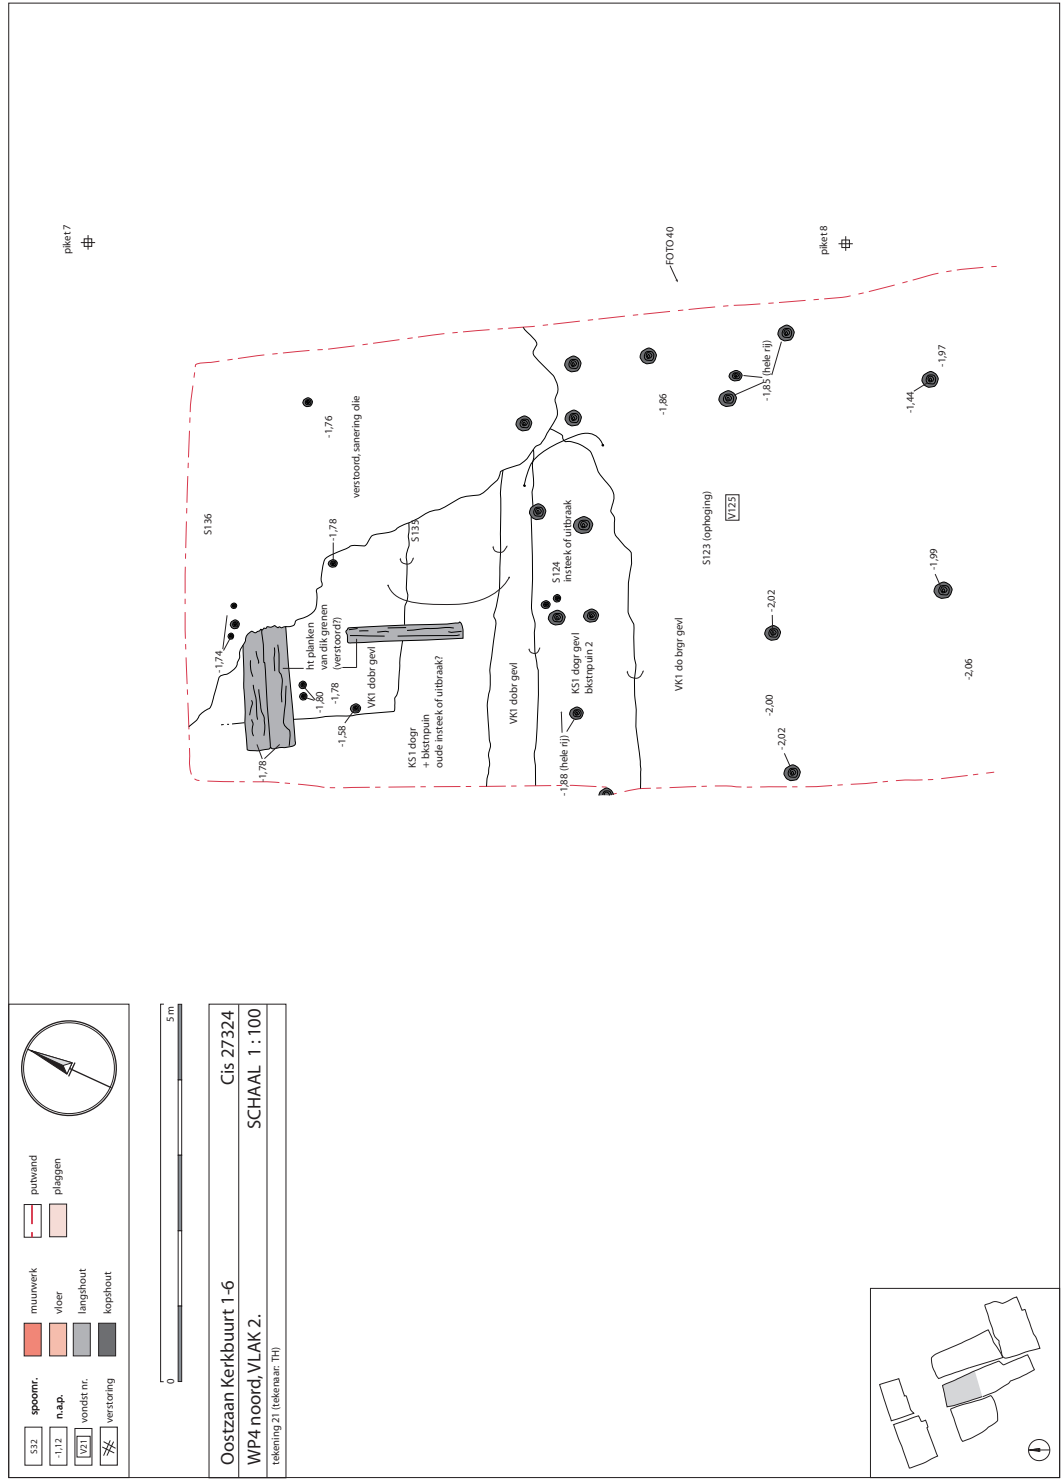 piket 7
piket 8
FOTO 40
S136
-1,76
verstoord, sanering olie
-1,86
-1,85 (hele rij)
-1,97
-1,44
-1,78
S135
S124
insteek of uitbraak
S123 (ophoging)
V125
-1,99
-2,02
-1,74
ht planken
van dik grenen
(verstoord?)
-1,80
-1,78
VK1 dobr gevl
-1,58
-1,78
KS1 dogr
+ bkstnpuin
oude insteek of uitbraak?
VK1 dobr gevl
KS1 dogr gevl
bkstnpuin 2
-1,88 (hele rij)
VK1 do brgr gevl
-2,00
-2,02
-2,06
S32
spoornr.
-1,12
n.a.p.
V21
vondst nr.
verstoring
muurwerk
vloer
langshout
kopshout
putwand
plaggen
0
5 m
Oostzaan Kerkbuurt 1-6 Cis 27324
WP4 noord, VLAK 2. SCHAAL 1 : 100
tekening 21 (tekenaar: TH)